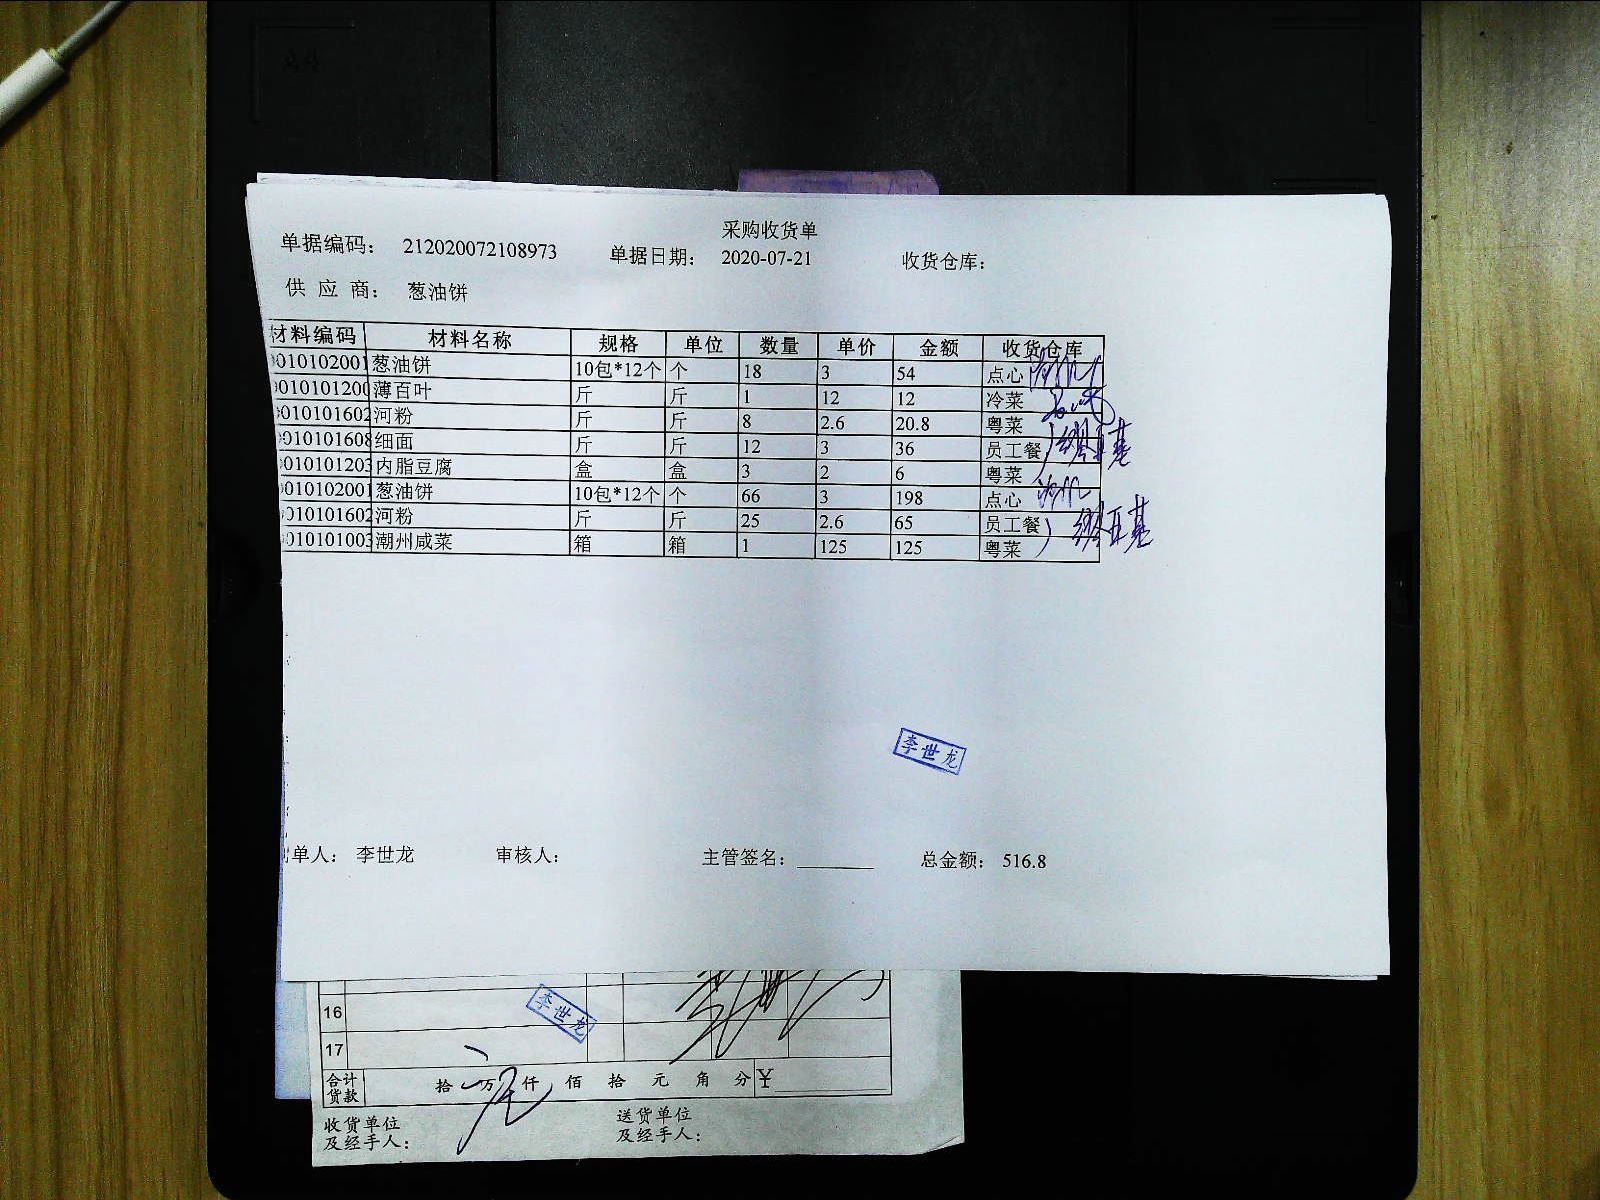 采购收货单
单据编码： 212020072108973 单据日期： 2020-07-21 收货仓库：
供 应 商： 葱油饼
材料编码 材料名称 规格 单位 数量 单价 金额 收货仓库
010102001 葱油饼 10包*12个 个 18 3 54 点心
01010120 薄百叶 斤 斤 1 12 12 冷菜
010101602 河粉 斤 斤 8 2.6 20.8 粤菜
010101608 细面 斤 斤 12 3 36 员工餐
010101203 内脂豆腐 盒 盒 3 2 6 粤菜
010102001 葱油饼 10包*12个 个 66 3 198 点心
010101602 河粉 斤 斤 25 2.6 65 员工餐
010101003 潮州咸菜 箱 箱 1 125 125 粤菜
李世龙
单人： 李世龙 审核人： 主管签名： 总金额： 516.8
16
李世龙
17
合计货款 拾 万 仟 佰 拾 元 角 分 ¥
收货单位 送货单位
及经手人： 及经手人：